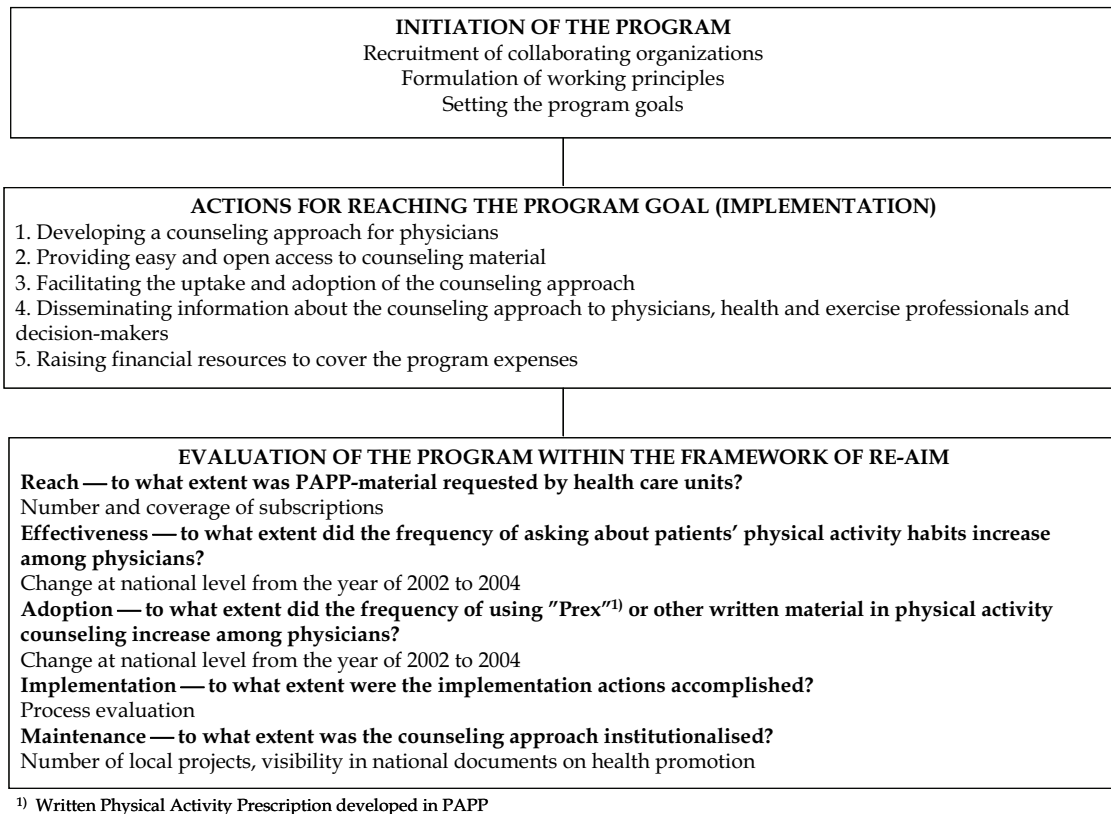 INITIATION OF THE PROGRAM
Recruitment of collaborating organizations
Formulation of working principles
Setting the program goals
ACTIONS FOR REACHING THE PROGRAM GOAL (IMPLEMENTATION)
1. Developing a counseling approach for physicians
2. Providing easy and open access to counseling material
3. Facilitating the uptake and adoption of the counseling approach
4. Disseminating information about the counseling approach to physicians, health and exercise professionals and
decision-makers
5. Raising financial resources to cover the program expenses
EVALUATION OF THE PROGRAM WITHIN THE FRAMEWORK OF RE-AIM
Reach — to what extent was PAPP-material requested by health care units?
Number and coverage of subscriptions
Effectiveness — to what extent did the frequency of asking about patients’ physical activity habits increase
among physicians?
Change at national level from the year of 2002 to 2004
Adoption — to what extent did the frequency of using ”Prex”1) or other written material in physical activity
counseling increase among physicians?
Change at national level from the year of 2002 to 2004
Implementation — to what extent were the implementation actions accomplished?
Process evaluation
Maintenance — to what extent was the counseling approach institutionalised?
Number of local projects, visibility in national documents on health promotion
1) Written Physical Activity Prescription developed in PAPP